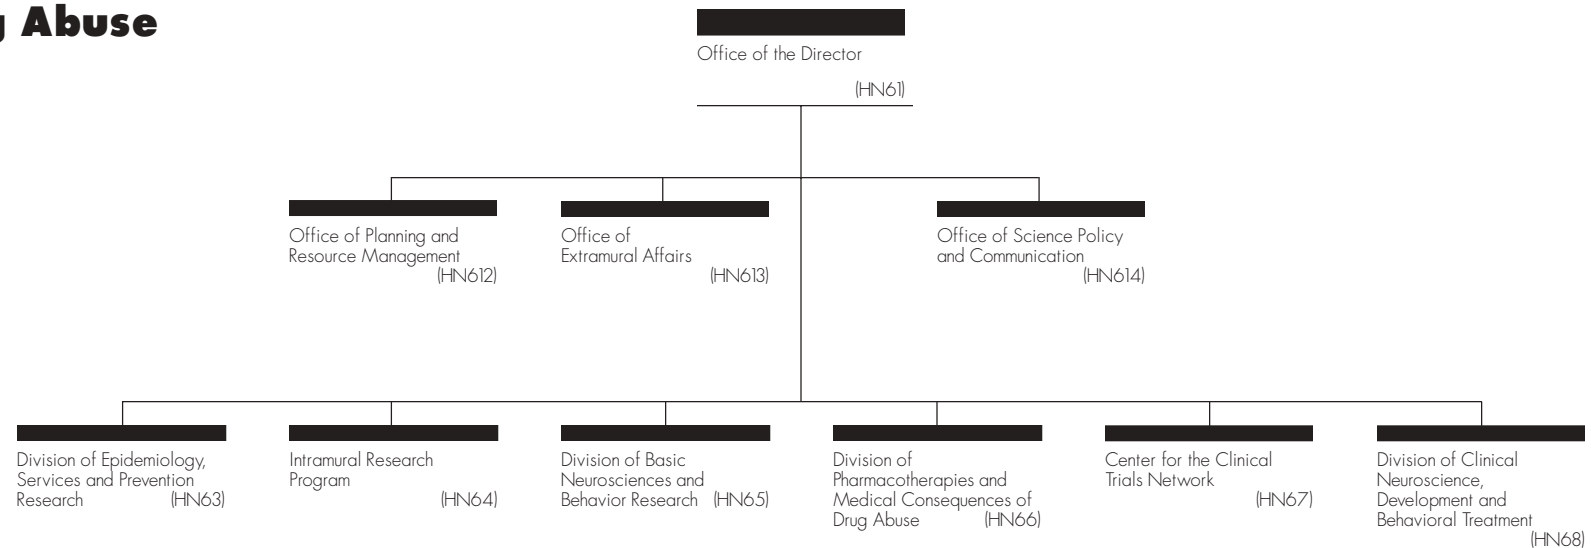 Abuse
Office of the Director
(HN61)
Office of Planning and
Resource Management
(HN612)
Office of
Extramural Affairs
(HN613)
Office of Science Policy
and Communication
(HN614)
Division of Epidemiology,
Services and Prevention
Research (HN63)
Intramural Research
Program
(HN64)
Division of Basic
Neurosciences and
Behavior Research (HN65)
Division of
Pharmacotherapies and
Medical Consequences of
Drug Abuse (HN66)
Center for the Clinical
Trials Network
(HN67)
Division of Clinical
Neuroscience,
Development and
Behavioral Treatment
(HN68)